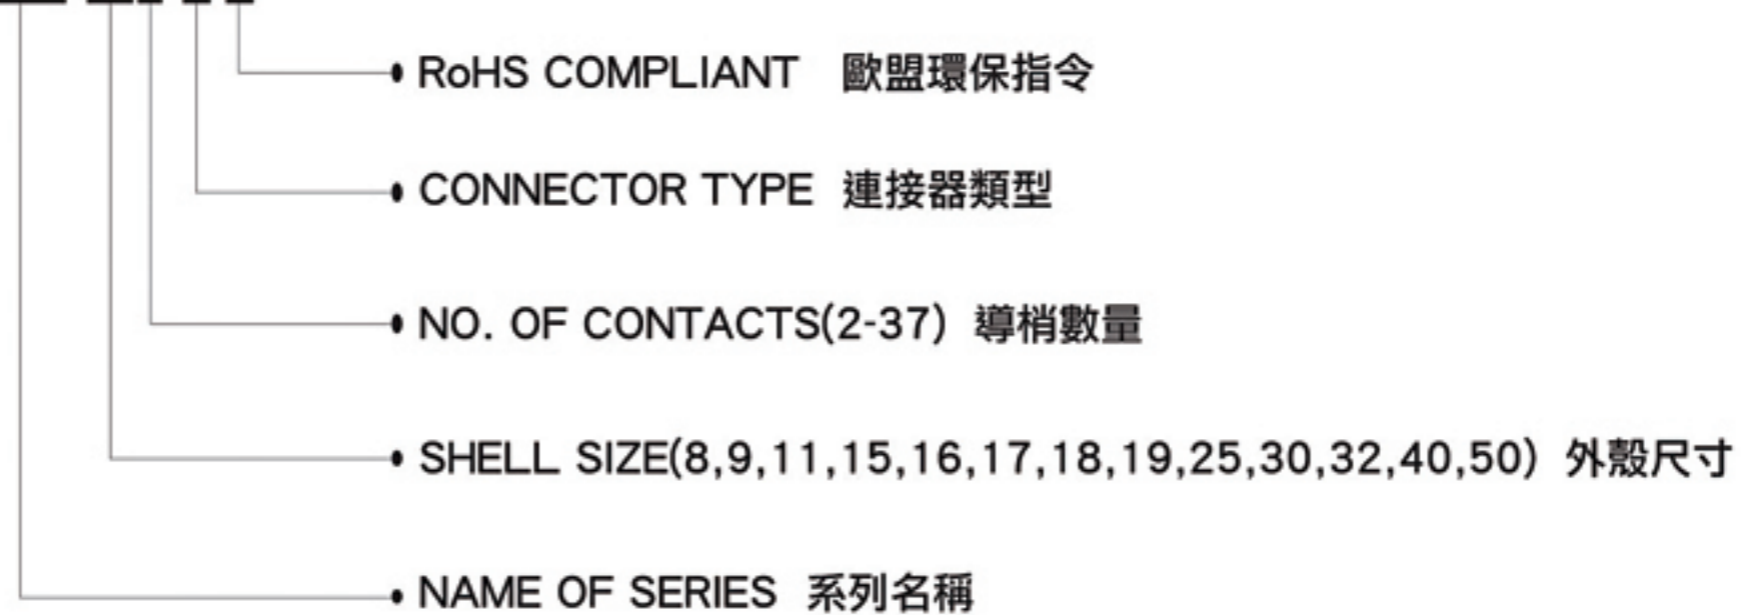 RoHS COMPLIANT 歐盟環保指令
CONNECTOR TYPE 連接器類型
NO. OF CONTACTS(2-37) 導梢數量
SHELL SIZE(8,9,11,15,16,17,18,19,25,30,32,40,50) 外殼尺寸
NAME OF SERIES 系列名稱